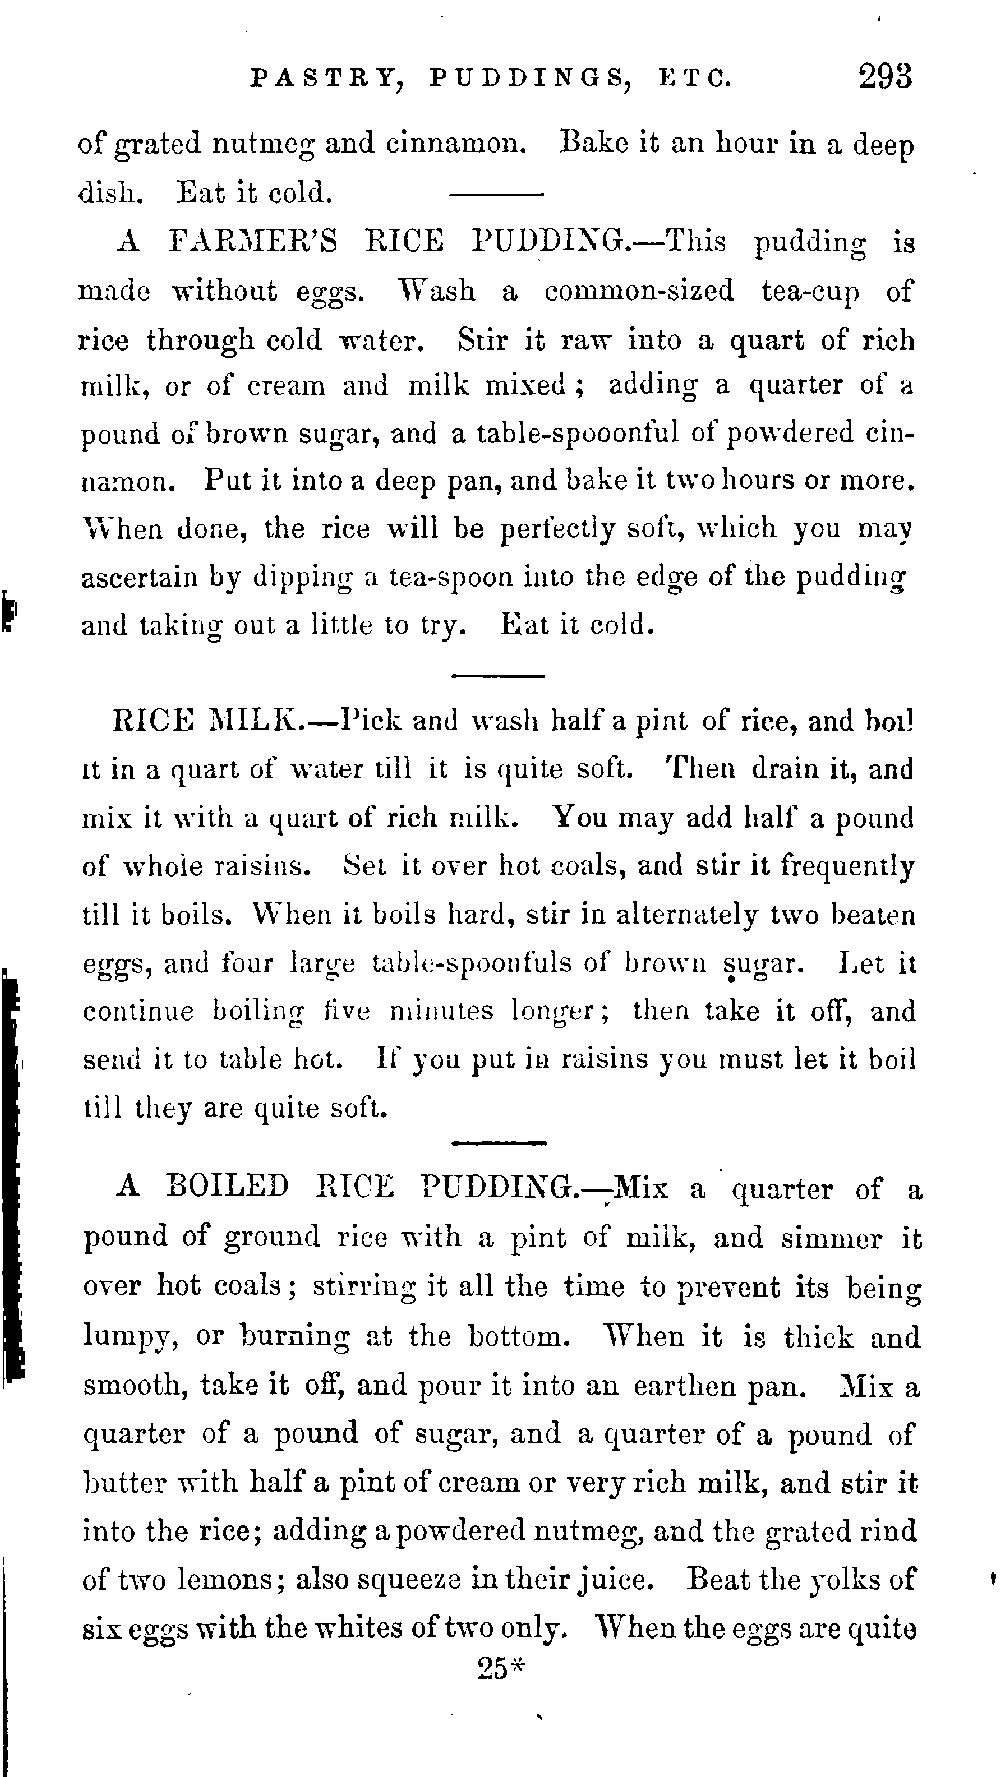 PASTRY, PUDDINGS, ETC. 293
of grated nutmeg and cinnamon. Bake it an hour in a deep
dish. Eat it cold.
A FARMER'S RICE PUDDING.—This pudding is
made without eggs. Wash a common-sized tea-cup of
rice through cold water. Stir it raw into a quart of rich
milk, or of cream and milk mixed; adding a quarter of a
pound of brown sugar, and a table-spooonful of powdered cin-
namon. Put it into a deep pan, and bake it two hours or more.
When done, the rice will be perfectly soft, which you may
ascertain by dipping a tea-spoon into the edge of the pudding
and taking out a little to try. Eat it cold.
RICE MILK.—Pick and wash half a pint of rice, and boil
it in a quart of water till it is quite soft. Then drain it, and
mix it with a quart of rich milk. You may add half a pound
of whole raisins. Set it over hot coals, and stir it frequently
till it boils. When it boils hard, stir in alternately two beaten
eggs, and four large table-spoonfuls of brown sugar. Let it
continue boiling five minutes longer; then take it off, and
send it to table hot. If you put in raisins you must let it boil
till they are quite soft.
A BOILED RICE PUDDING.—Mix a quarter of a
pound of ground rice with a pint of milk, and simmer it
over hot coals; stirring it all the time to prevent its being
lumpy, or burning at the bottom. When it is thick and
smooth, take it off, and pour it into an earthen pan. Mix a
quarter of a pound of sugar, and a quarter of a pound of
butter with half a pint of cream or very rich milk, and stir it
into the rice; adding a powdered nutmeg, and the grated rind
of two lemons; also squeeze in their juice. Beat the yolks of
six eggs with the whites of two only. When the eggs are quite
25*